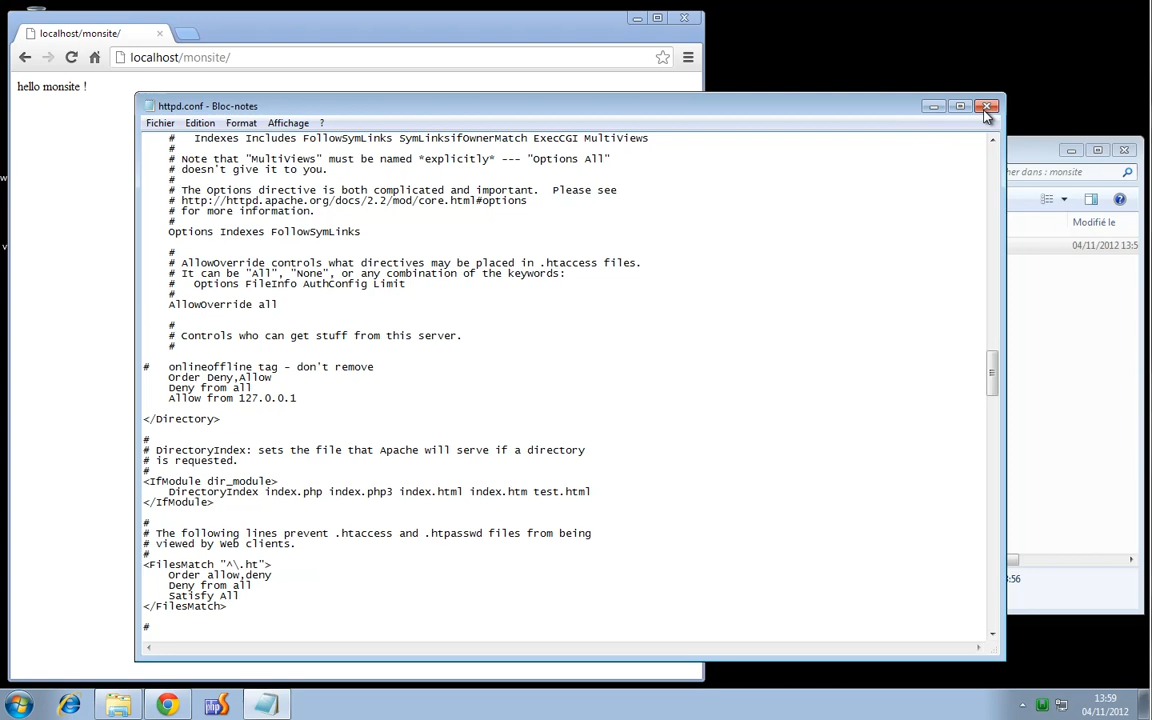 localhost/monsite/
localhost/monsite/
hello monsite !
httpd.conf - Bloc-notes
Fichier Edition Format Affichage ?
#   Indexes Includes FollowSymLinks SymLinksifOwnerMatch ExecCGI MultiViews
#
# Note that "MultiViews" must be named *explicitly* --- "Options All"
# doesn't give it to you.
#
# The Options directive is both complicated and important.  Please see
# http://httpd.apache.org/docs/2.2/mod/core.html#options
# for more information.
#
Options Indexes FollowSymLinks
#
# AllowOverride controls what directives may be placed in .htaccess files.
# It can be "All", "None", or any combination of the keywords:
#   Options FileInfo AuthConfig Limit
#
AllowOverride all
#
# Controls who can get stuff from this server.
#
#   onlineoffline tag - don't remove
Order Deny,Allow
Deny from all
Allow from 127.0.0.1
</Directory>
#
# DirectoryIndex: sets the file that Apache will serve if a directory
# is requested.
#
<IfModule dir_module>
DirectoryIndex index.php index.php3 index.html index.htm test.html
</IfModule>
#
# The following lines prevent .htaccess and .htpasswd files from being
# viewed by Web clients.
#
<FilesMatch "^\.ht">
Order allow,deny
Deny from all
Satisfy All
</FilesMatch>
#
her dans : monsite
Modifié le
04/11/2012 13:5
:56
php
13:59
04/11/2012